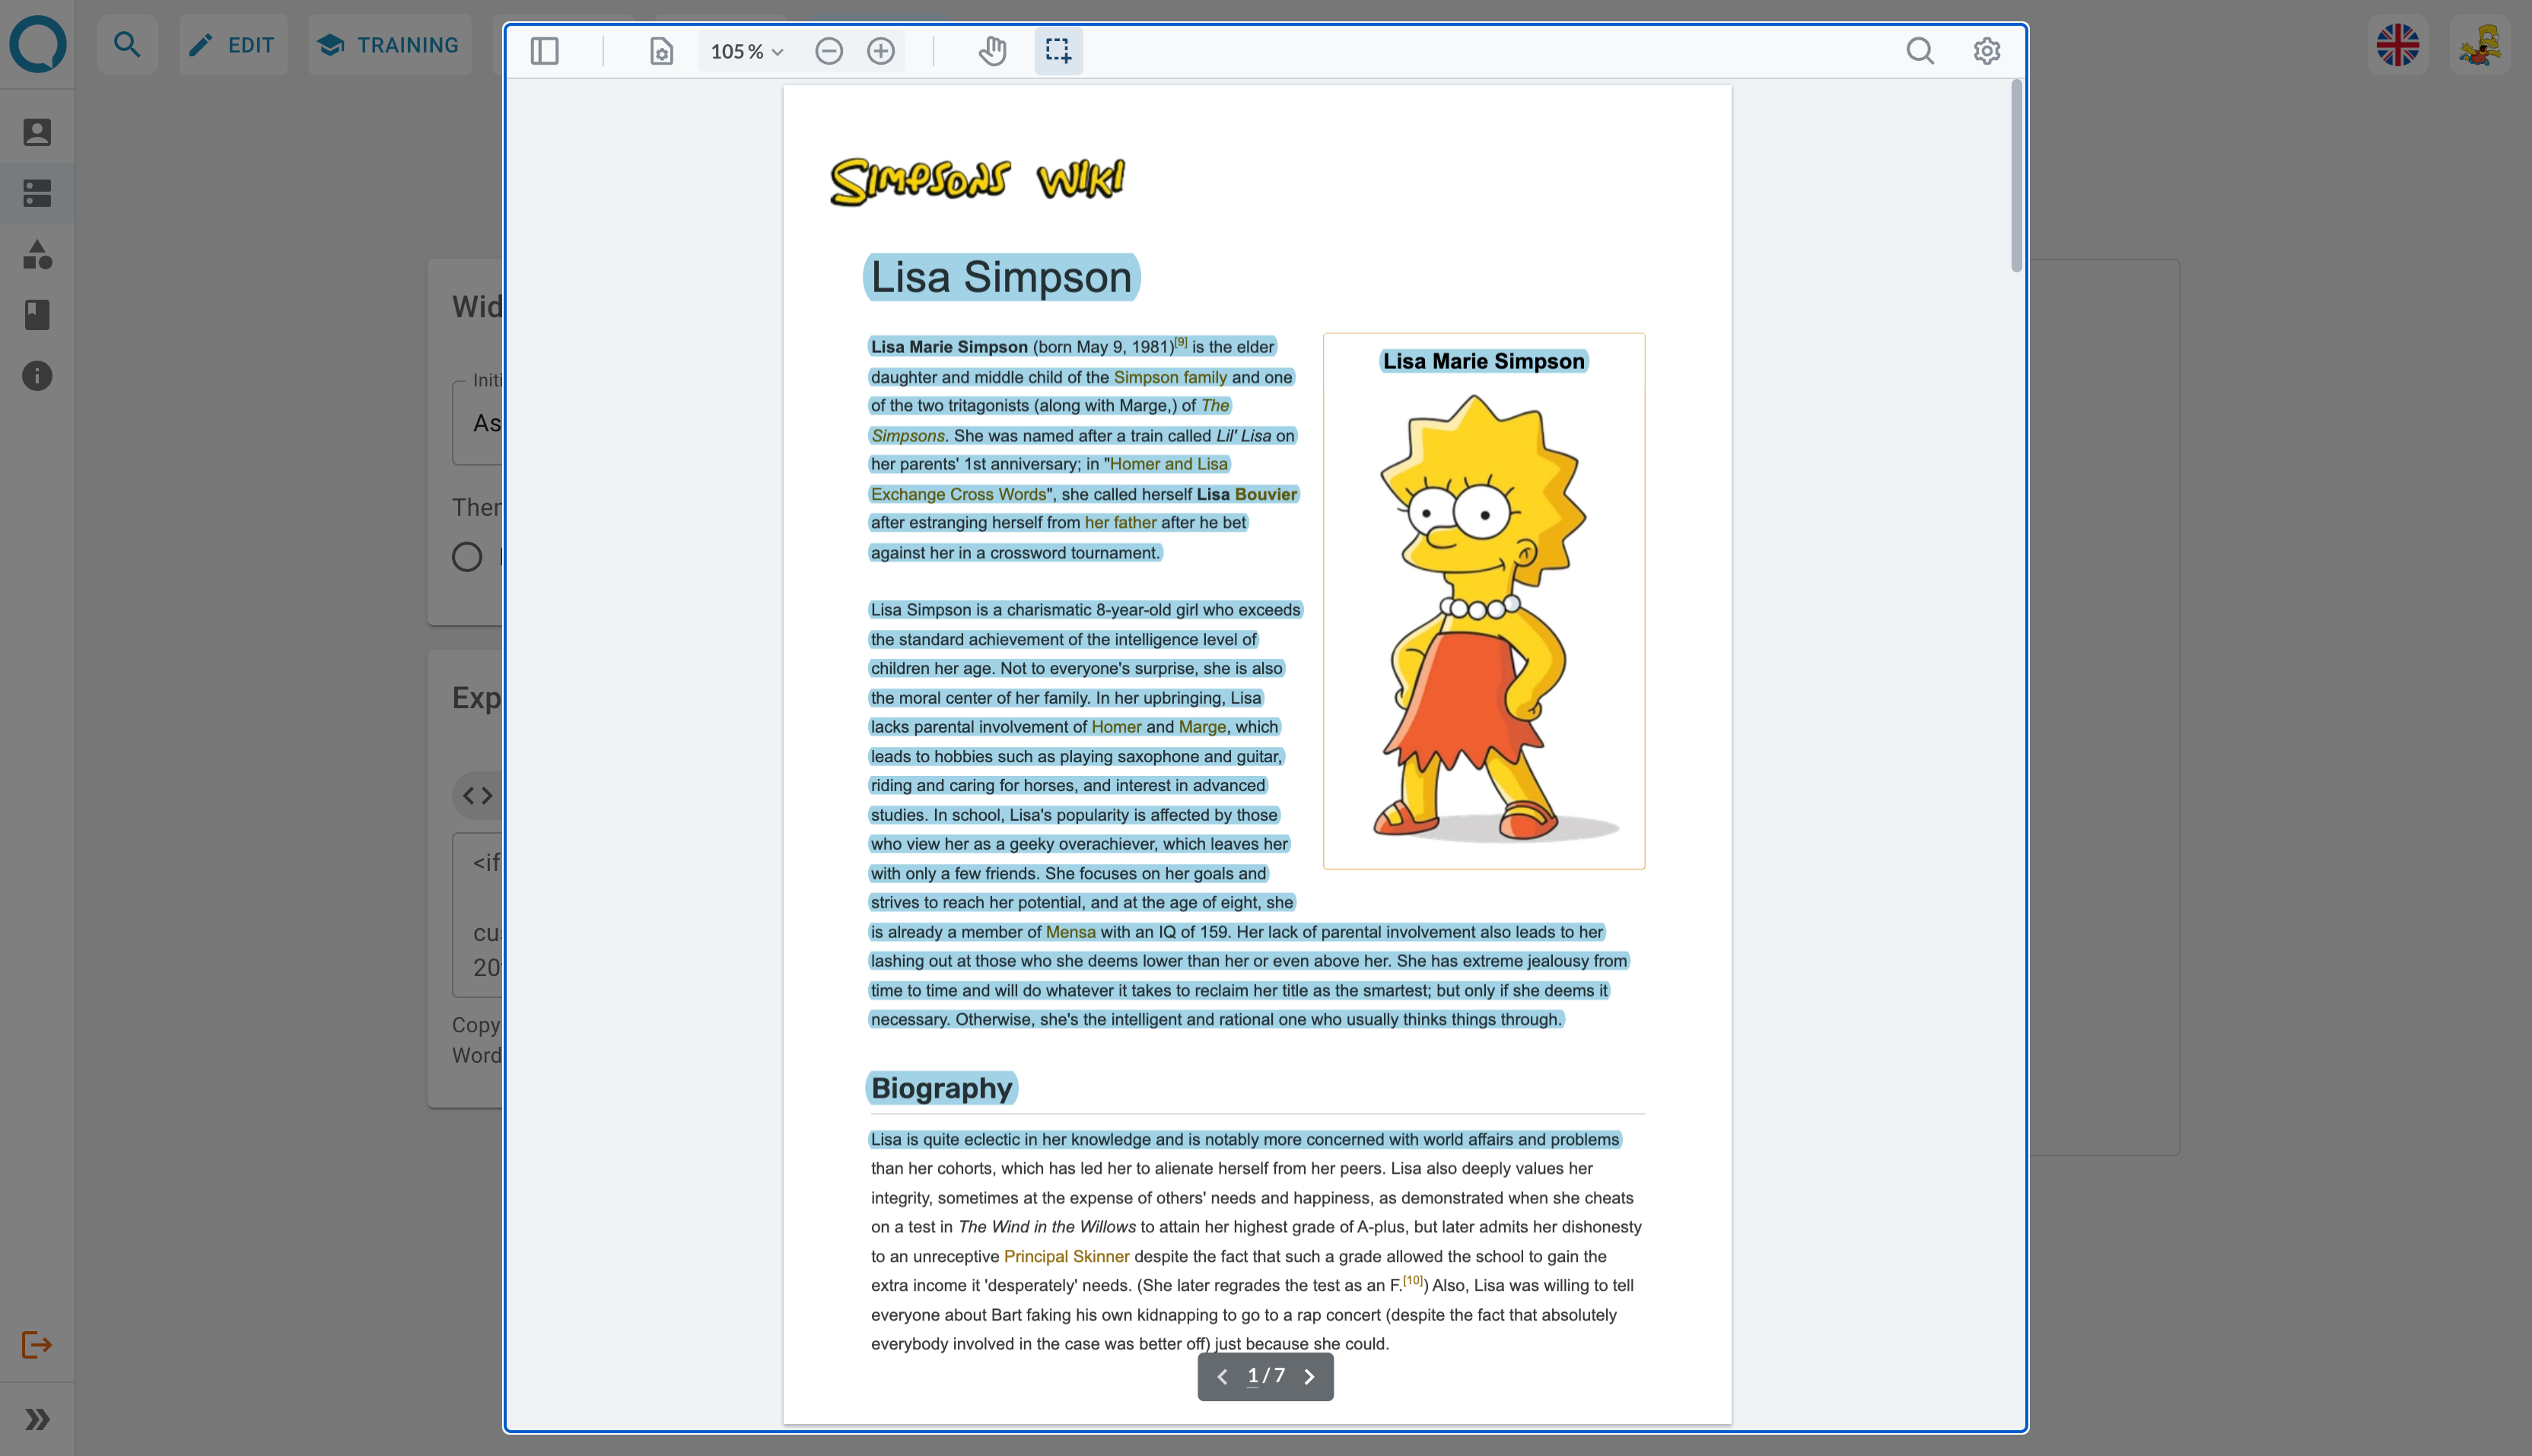 EDIT
TRAINING
105%
Simpsons Wiki
Lisa Simpson
Lisa Marie Simpson (born May 9, 1981)[9] is the elder
daughter and middle child of the Simpson family and one
of the two tritagonists (along with Marge,) of The
Simpsons. She was named after a train called Lil' Lisa on
her parents' 1st anniversary; in "Homer and Lisa
Exchange Cross Words", she called herself Lisa Bouvier
after estranging herself from her father after he bet
against her in a crossword tournament.
Lisa Marie Simpson
Lisa Simpson is a charismatic 8-year-old girl who exceeds
the standard achievement of the intelligence level of
children her age. Not to everyone's surprise, she is also
the moral center of her family. In her upbringing, Lisa
lacks parental involvement of Homer and Marge, which
leads to hobbies such as playing saxophone and guitar,
riding and caring for horses, and interest in advanced
studies. In school, Lisa's popularity is affected by those
who view her as a geeky overachiever, which leaves her
with only a few friends. She focuses on her goals and
strives to reach her potential, and at the age of eight, she
is already a member of Mensa with an IQ of 159. Her lack of parental involvement also leads to her
lashing out at those who she deems lower than her or even above her. She has extreme jealousy from
time to time and will do whatever it takes to reclaim her title as the smartest; but only if she deems it
necessary. Otherwise, she's the intelligent and rational one who usually thinks things through.
Biography
Lisa is quite eclectic in her knowledge and is notably more concerned with world affairs and problems
than her cohorts, which has led her to alienate herself from her peers. Lisa also deeply values her
integrity, sometimes at the expense of others' needs and happiness, as demonstrated when she cheats
on a test in The Wind in the Willows to attain her highest grade of A-plus, but later admits her dishonesty
to an unreceptive Principal Skinner despite the fact that such a grade allowed the school to gain the
extra income it 'desperately' needs. (She later regrades the test as an F.[10]) Also, Lisa was willing to tell
everyone about Bart faking his own kidnapping to go to a rap concert (despite the fact that absolutely
everybody involved in the case was better off) just because she could.
1 / 7
Wid
Initi
As
Ther
Exp
<if
cus
20
Copy
Word